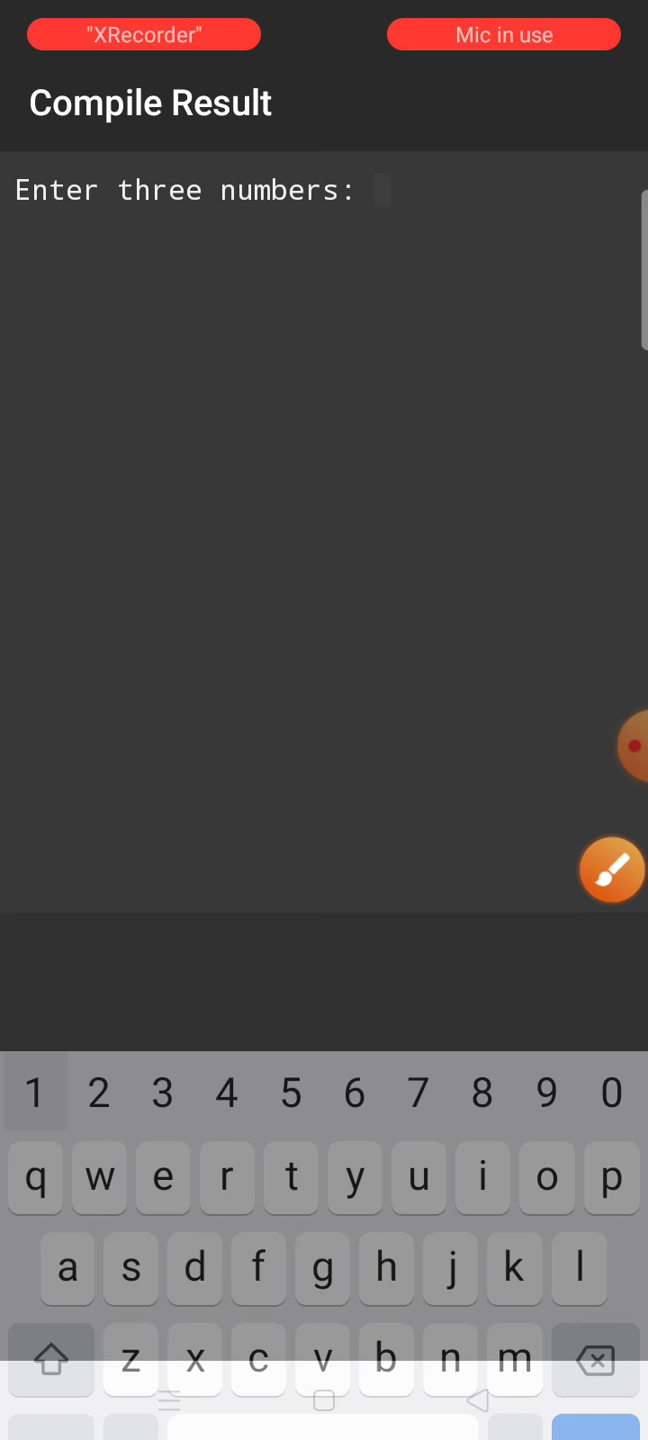 "XRecorder" Mic in use
Compile Result
Enter three numbers:
1 2 3 4 5 6 7 8 9 0
q w e r t y u i o p
a s d f g h j k l
z x c v b n m